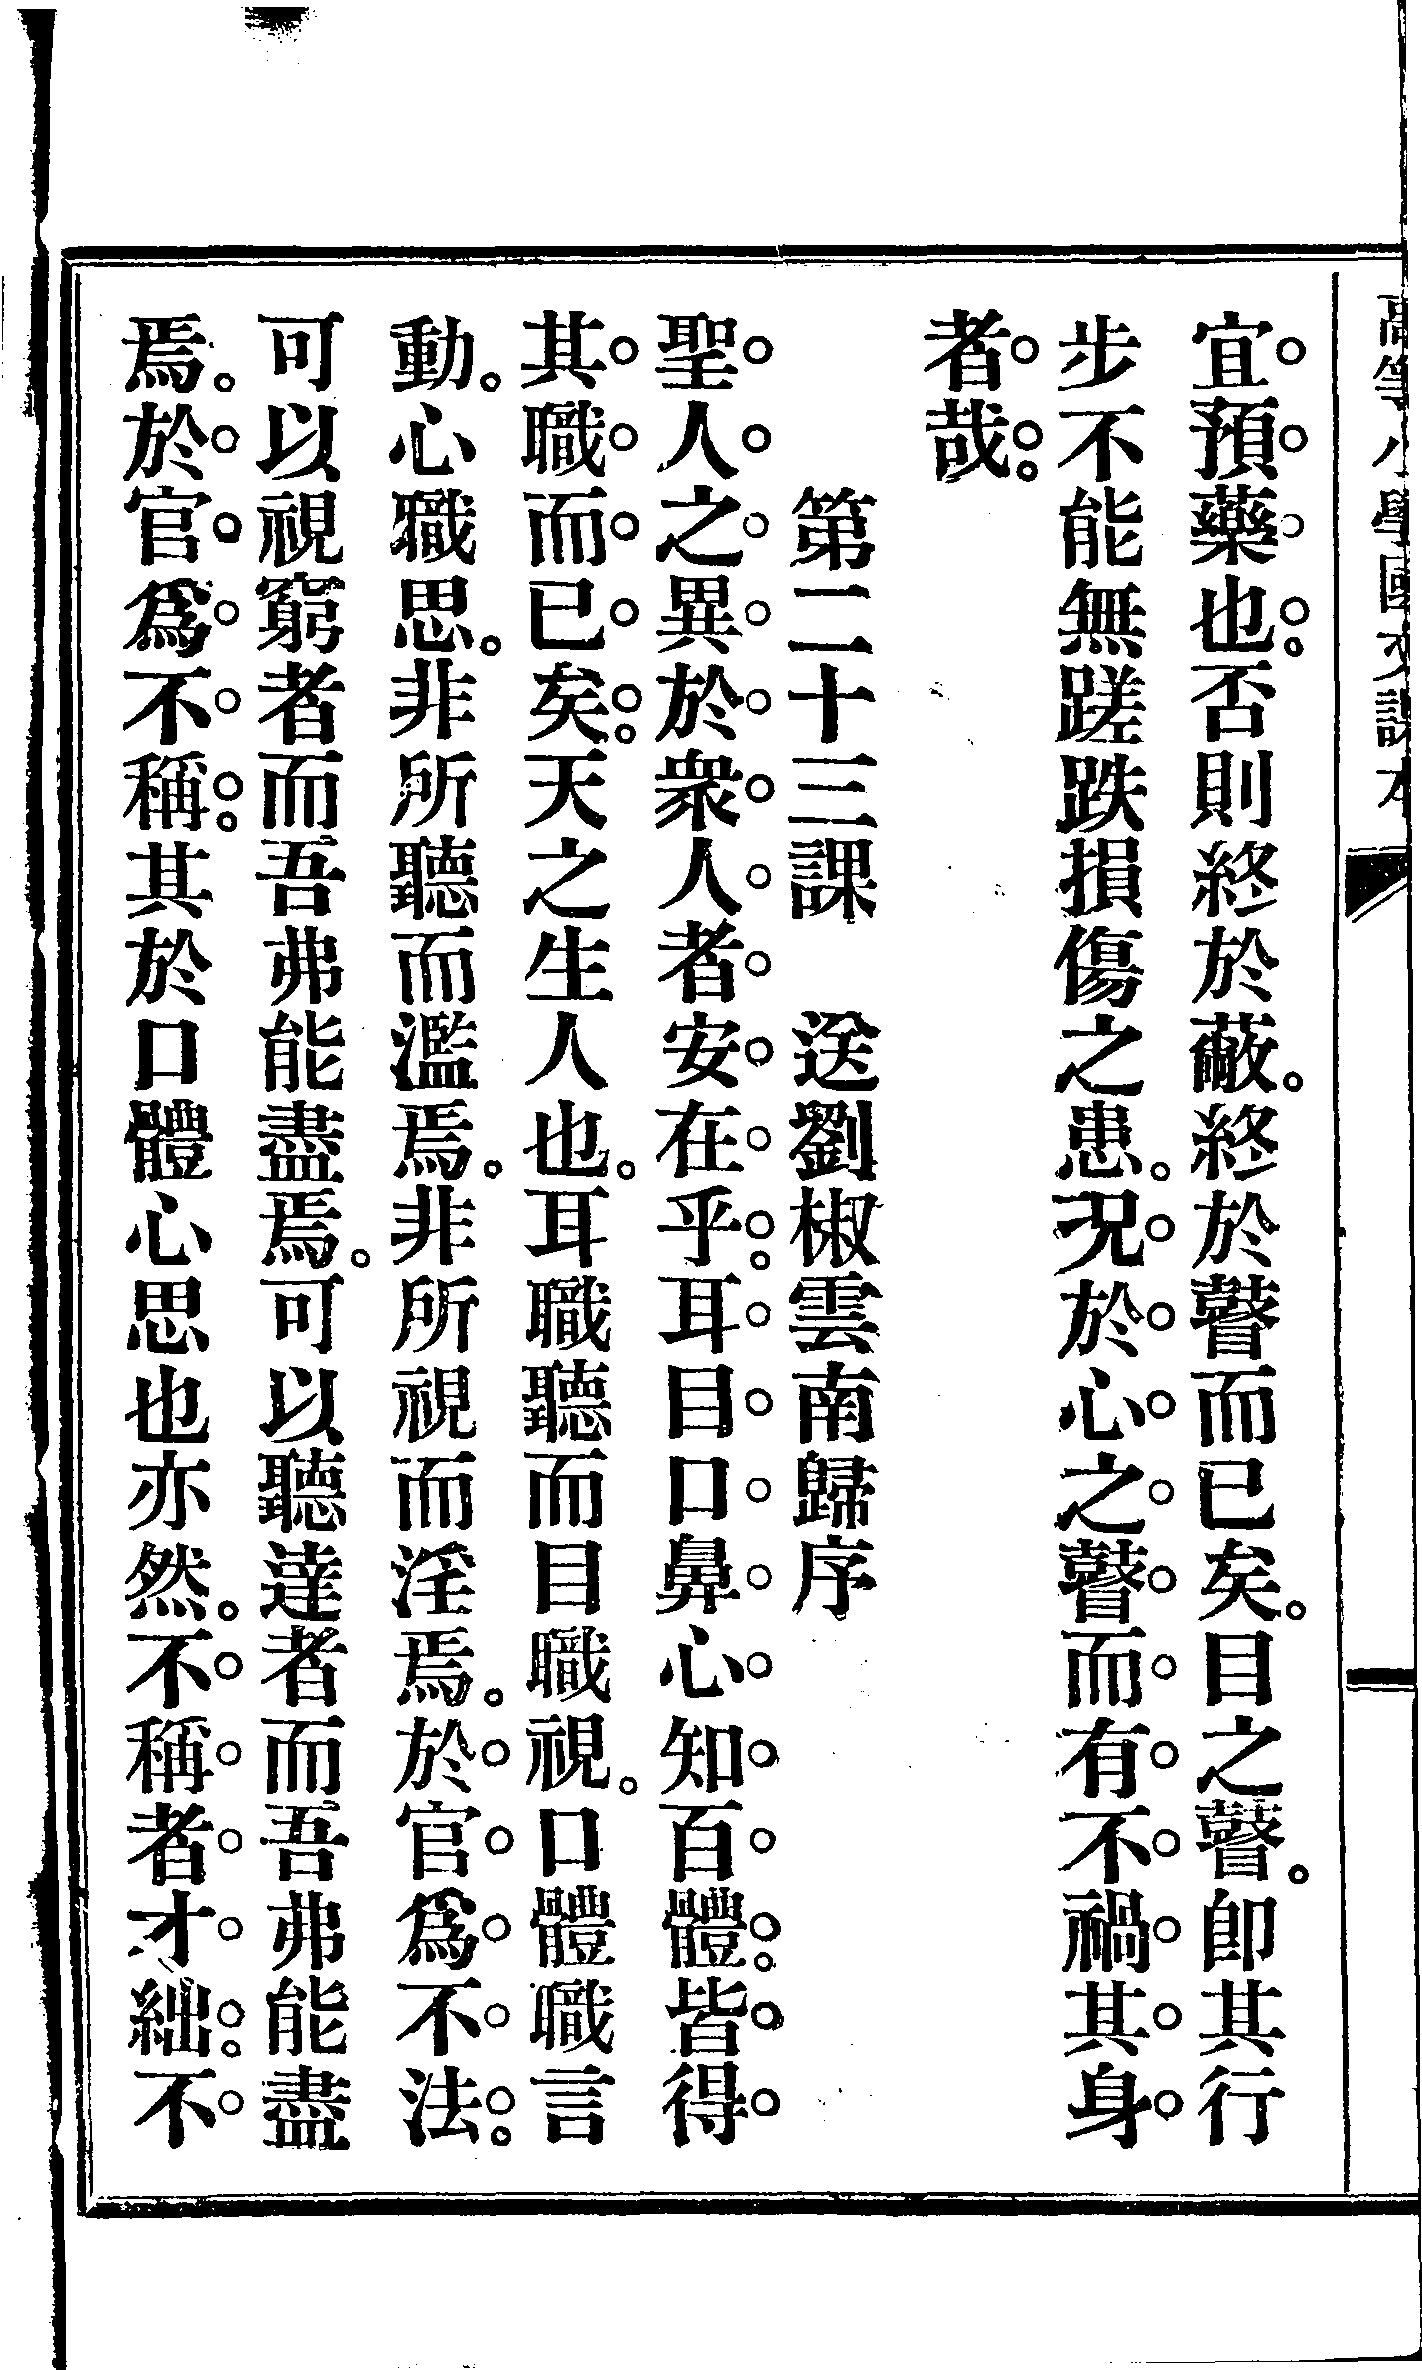 高等小學國文課本
宜預藥也。否則終於蔽。終於瞽而已矣。目之瞽。卽其行
步不能無蹉跌損傷之患。况於心之瞽而有不禍其身
者哉。
第二十三課　送劉椒雲南歸序
聖人之異於衆人者安在乎。耳目口鼻心知百體。皆得
其職而已矣。天之生人也。耳職聽而目職視。口體職言
動。心職思。非所聽而濫焉。非所視而淫焉。於官爲不法。
可以視窮者而吾弗能盡焉。可以聽達者而吾弗能盡
焉。於官爲不稱。其於口體心思也亦然。不稱者才絀。不